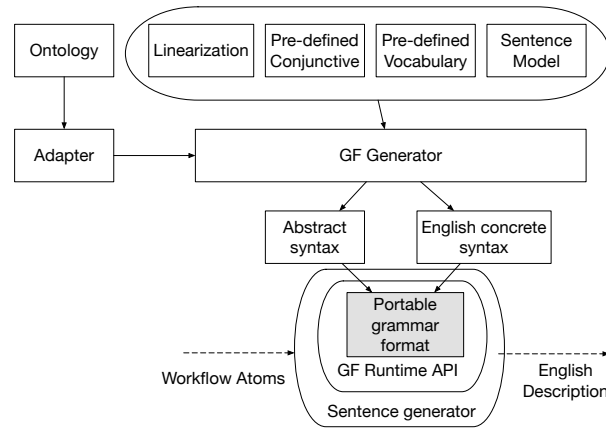 Ontology
Linearization
Pre-defined
Conjunctive
Pre-defined
Vocabulary
Sentence
Model
Adapter
GF Generator
Abstract
syntax
English concrete
syntax
Portable
grammar
format
GF Runtime API
Sentence generator
Workflow Atoms
English
Description